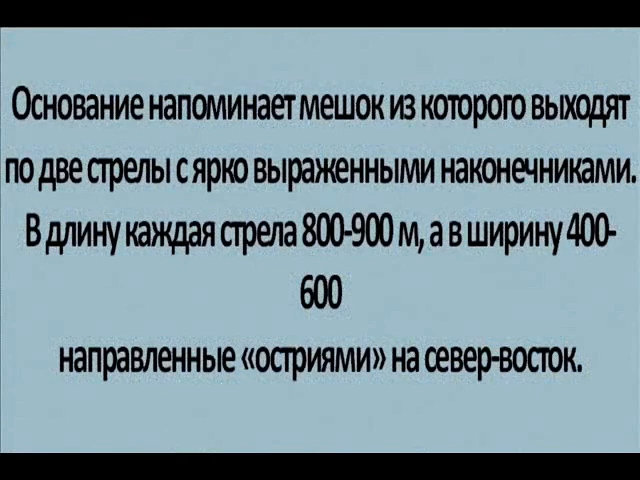 Основание напоминает мешок из которого выходят
по две стрелы с ярко выраженными наконечниками.
В длину каждая стрела 800-900 м, а в ширину 400-
600
направленные «остриями» на север-восток.